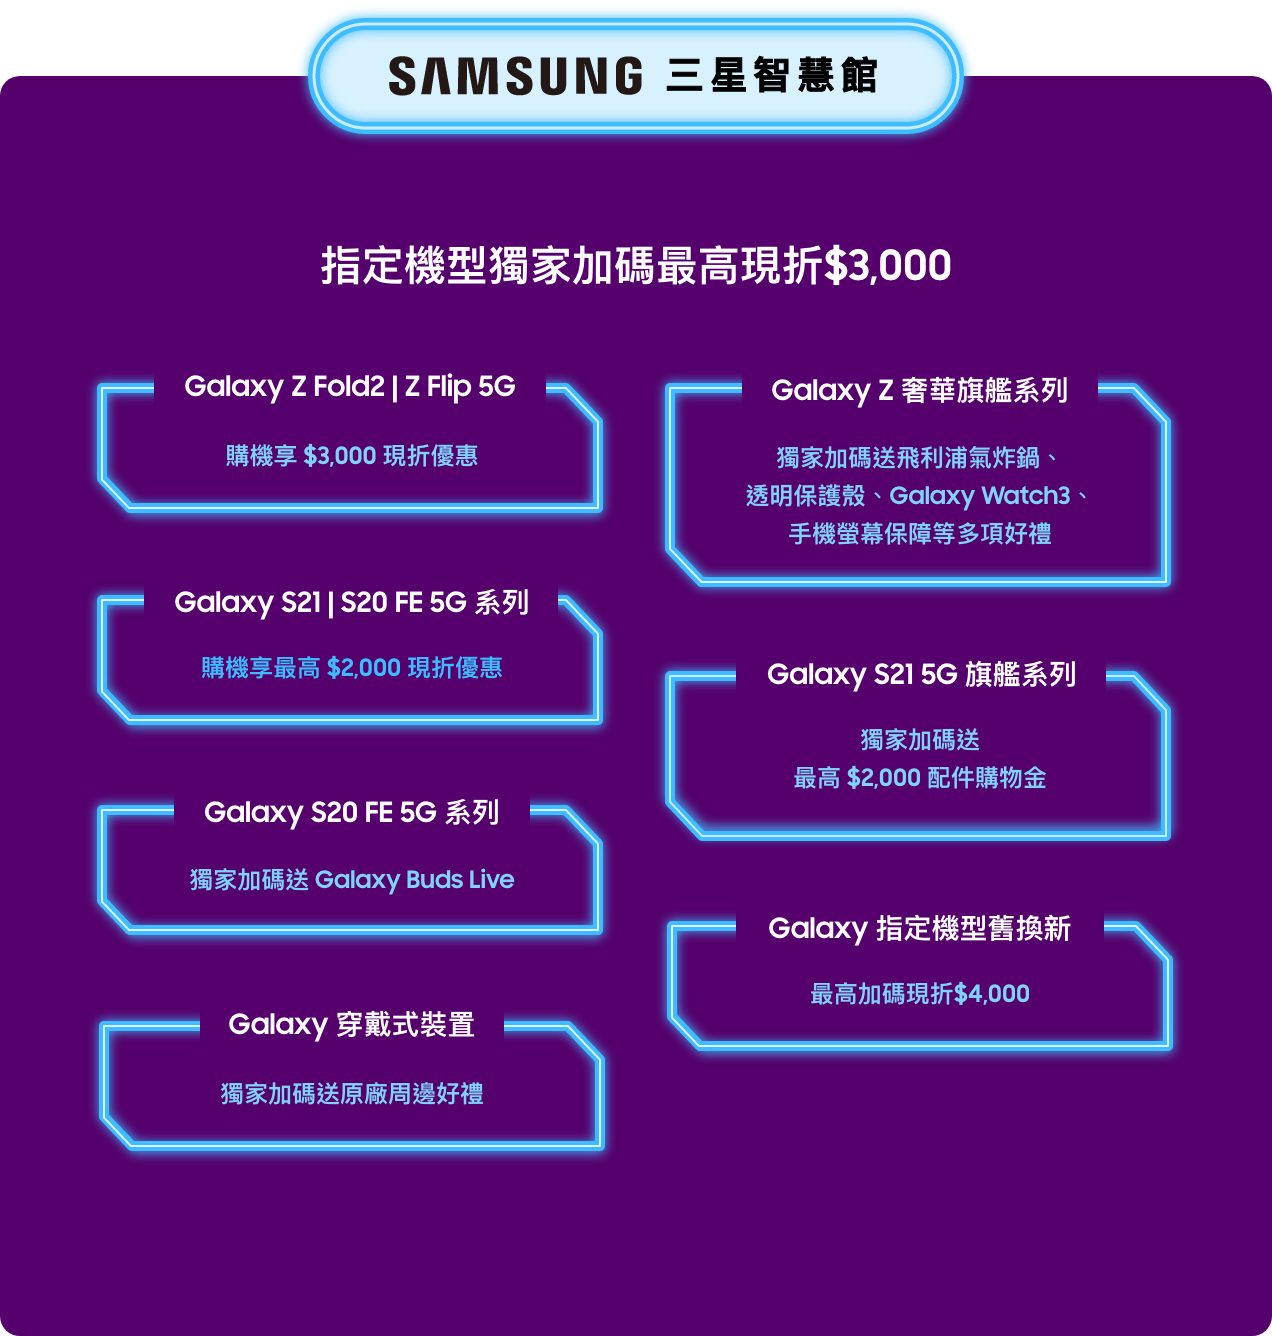 SAMSUNG 三星智慧館
指定機型獨家加碼最高現折$3,000
Galaxy Z Fold2 | Z Flip 5G
購機享 $3,000 現折優惠
Galaxy S21 | S20 FE 5G 系列
購機享最高 $2,000 現折優惠
Galaxy S20 FE 5G 系列
獨家加碼送 Galaxy Buds Live
Galaxy 穿戴式裝置
獨家加碼送原廠周邊好禮
Galaxy Z 奢華旗艦系列
獨家加碼送飛利浦氣炸鍋、
透明保護殼、Galaxy Watch3、
手機螢幕保障等多項好禮
Galaxy S21 5G 旗艦系列
獨家加碼送
最高 $2,000 配件購物金
Galaxy 指定機型舊換新
最高加碼現折$4,000